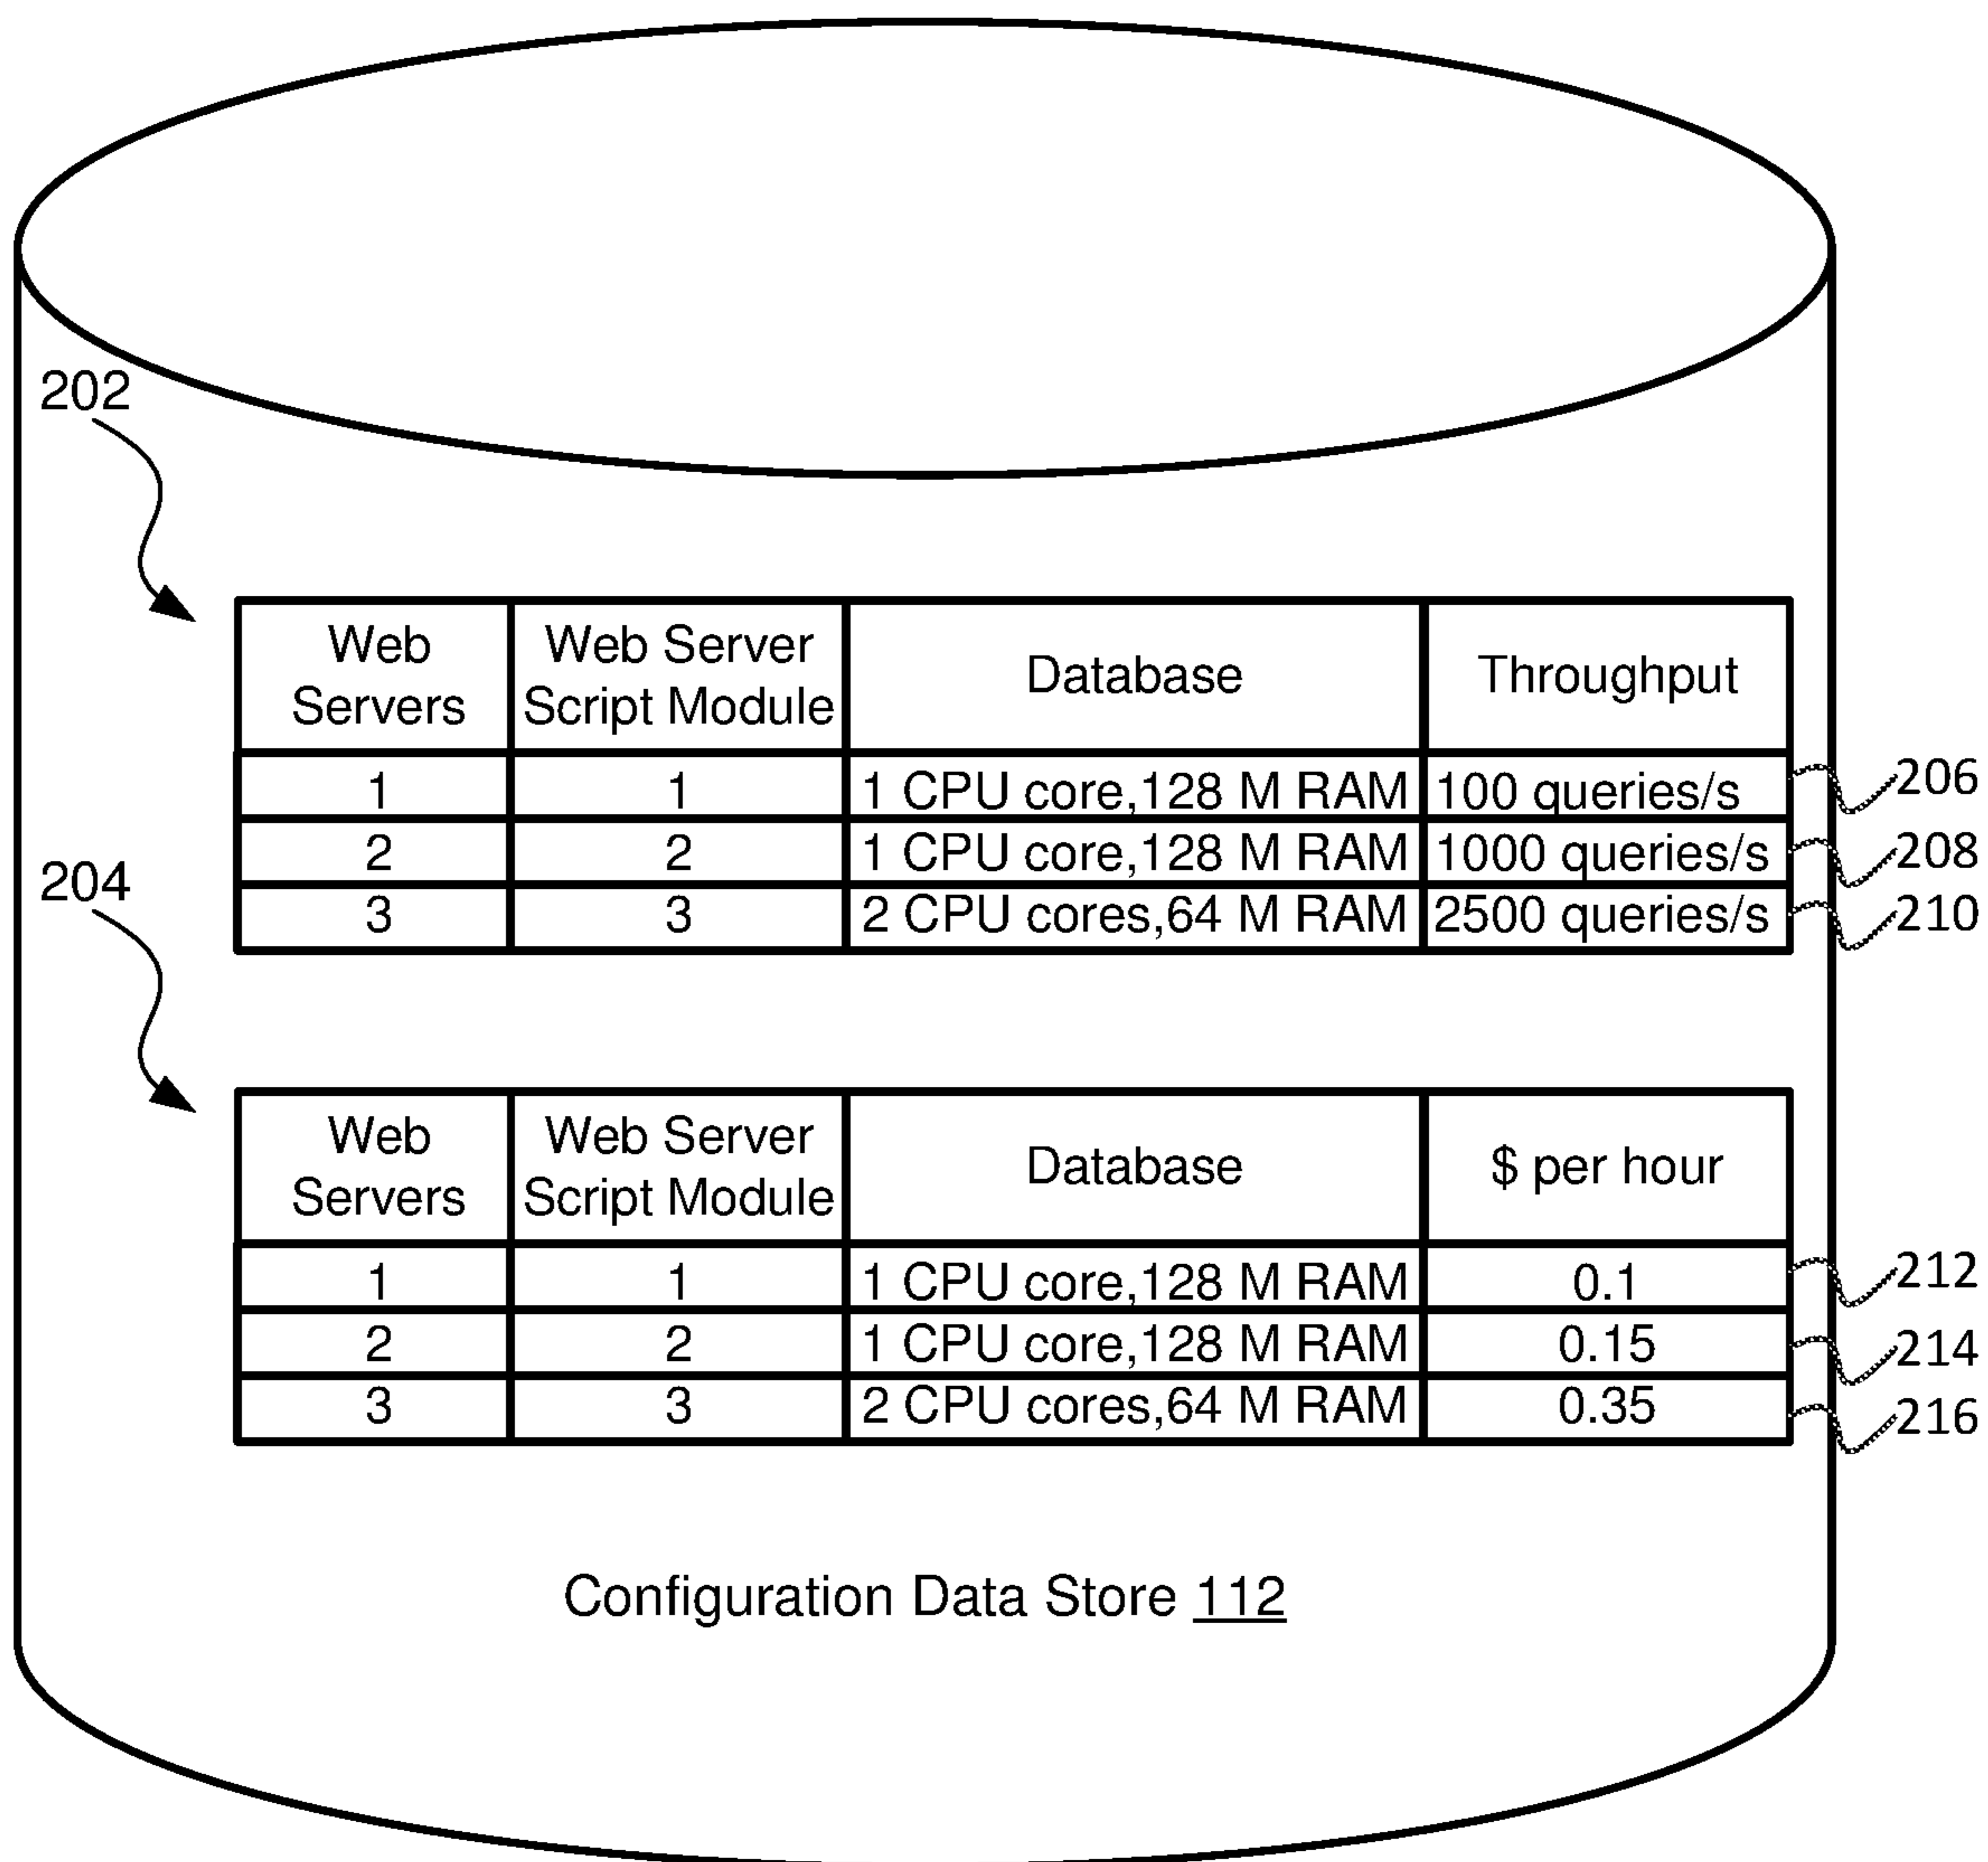 202
Web Web Server Database Throughput
Servers Script Module
1 1 1 CPU core,128 M RAM 100 queries/s 206
2 2 1 CPU core,128 M RAM 1000 queries/s 208
204
3 3 2 CPU cores,64 M RAM 2500 queries/s 210
Web Web Server Database $ per hour
Servers Script Module
1 1 1 CPU core,128 M RAM 0.1 212
2 2 1 CPU core,128 M RAM 0.15 214
3 3 2 CPU cores,64 M RAM 0.35 216
Configuration Data Store 112